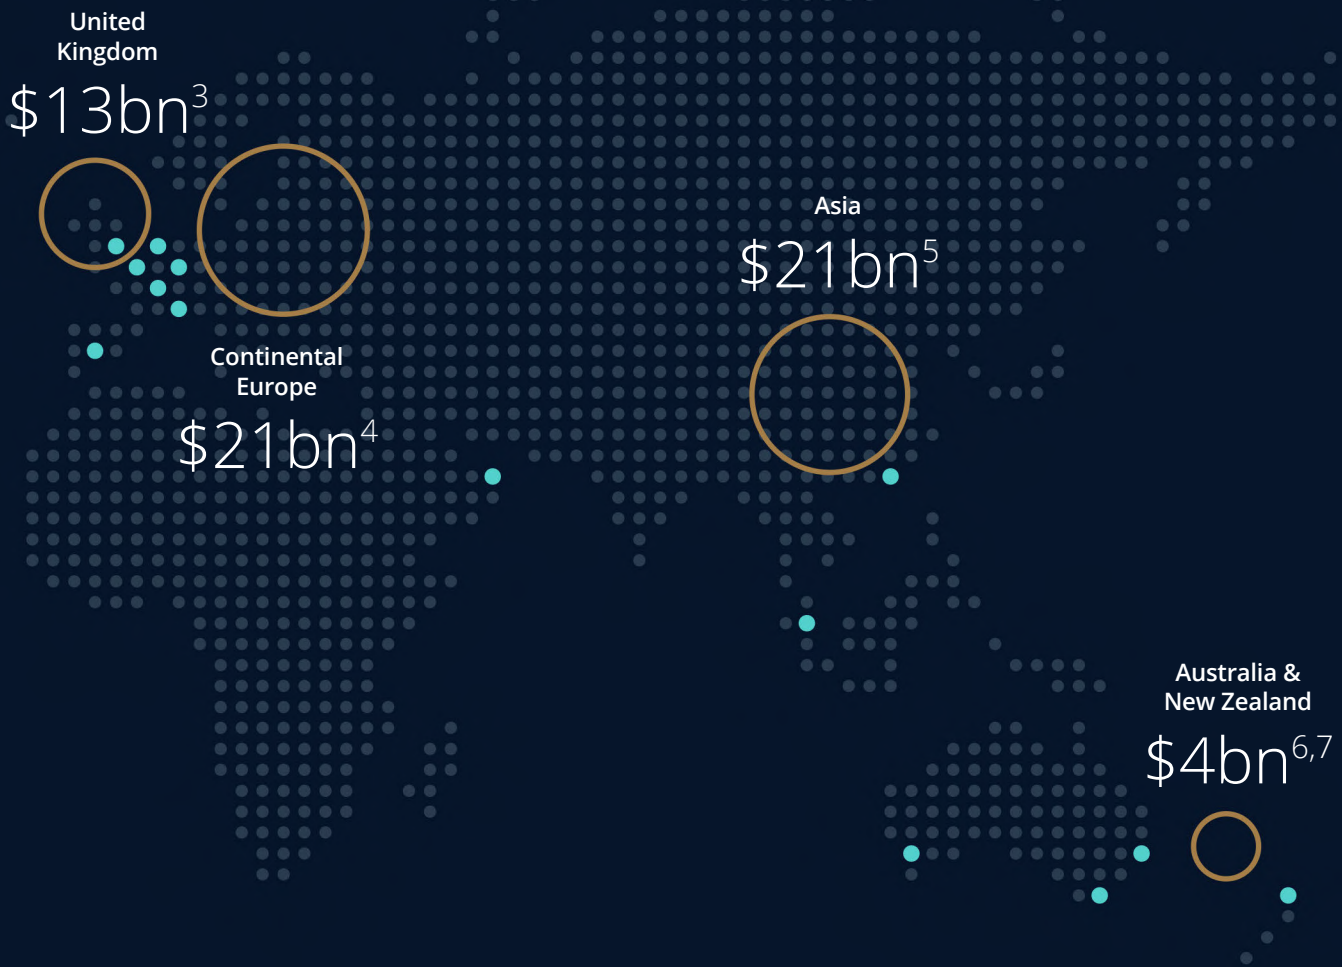 United
Kingdom
$13bn3
Asia
$21bn5
Continental
Europe
$21bn4
Australia &
New Zealand
$4bn6,7